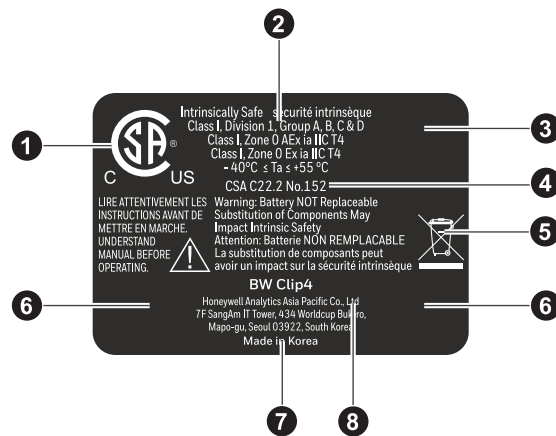 2
Intrinsically Safe sécurité intrinsèque
Class I, Division 1, Group A, B, C & D
Class I, Zone 0 AEx ia IIC T4
Class I, Zone 0 Ex ia IIC T4
- 40°C ≤ Ta ≤ +55 °C
CSA C22.2 No.152
1
SA ®
C US
3
4
LIRE ATTENTIVEMENT LES
INSTRUCTIONS AVANT DE
METTRE EN MARCHE.
UNDERSTAND
MANUAL BEFORE
OPERATING.
!
Warning: Battery NOT Replaceable
Substitution of Components May
Impact Intrinsic Safety
Attention: Batterie NON REMPLACABLE
La substitution de composants peut
avoir un impact sur la sécurité intrinsèque
5
BW Clip4
6
6
Honeywell Analytics Asia Pacific Co., Ltd
7F SangAm IT Tower, 434 Worldcup
Mapo-gu, Seoul 03922, South Korea
Made in Korea
7
8